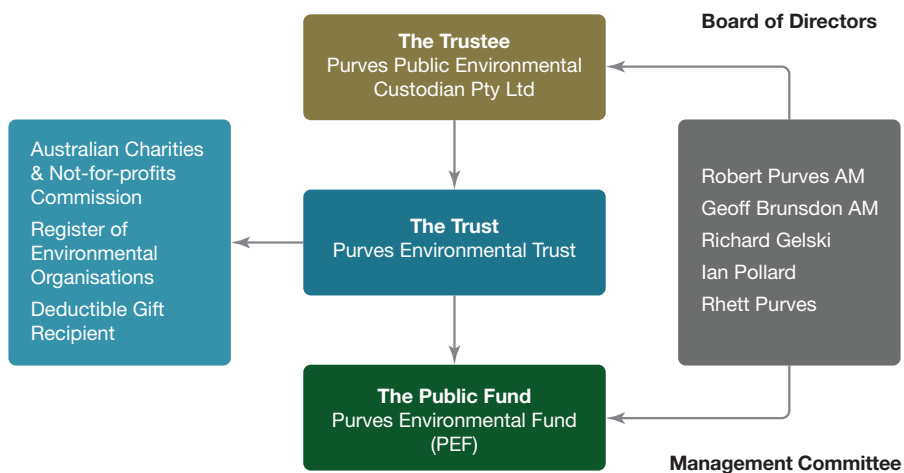 Board of Directors
The Trustee
Purves Public Environmental
Custodian Pty Ltd
Australian Charities
& Not-for-profits
Commission
Register of
Environmental
Organisations
Deductible Gift
Recipient
The Trust
Purves Environmental Trust
Robert Purves AM
Geoff Brunsdon AM
Richard Gelski
Ian Pollard
Rhett Purves
The Public Fund
Purves Environmental Fund
(PEF)
Management Committee